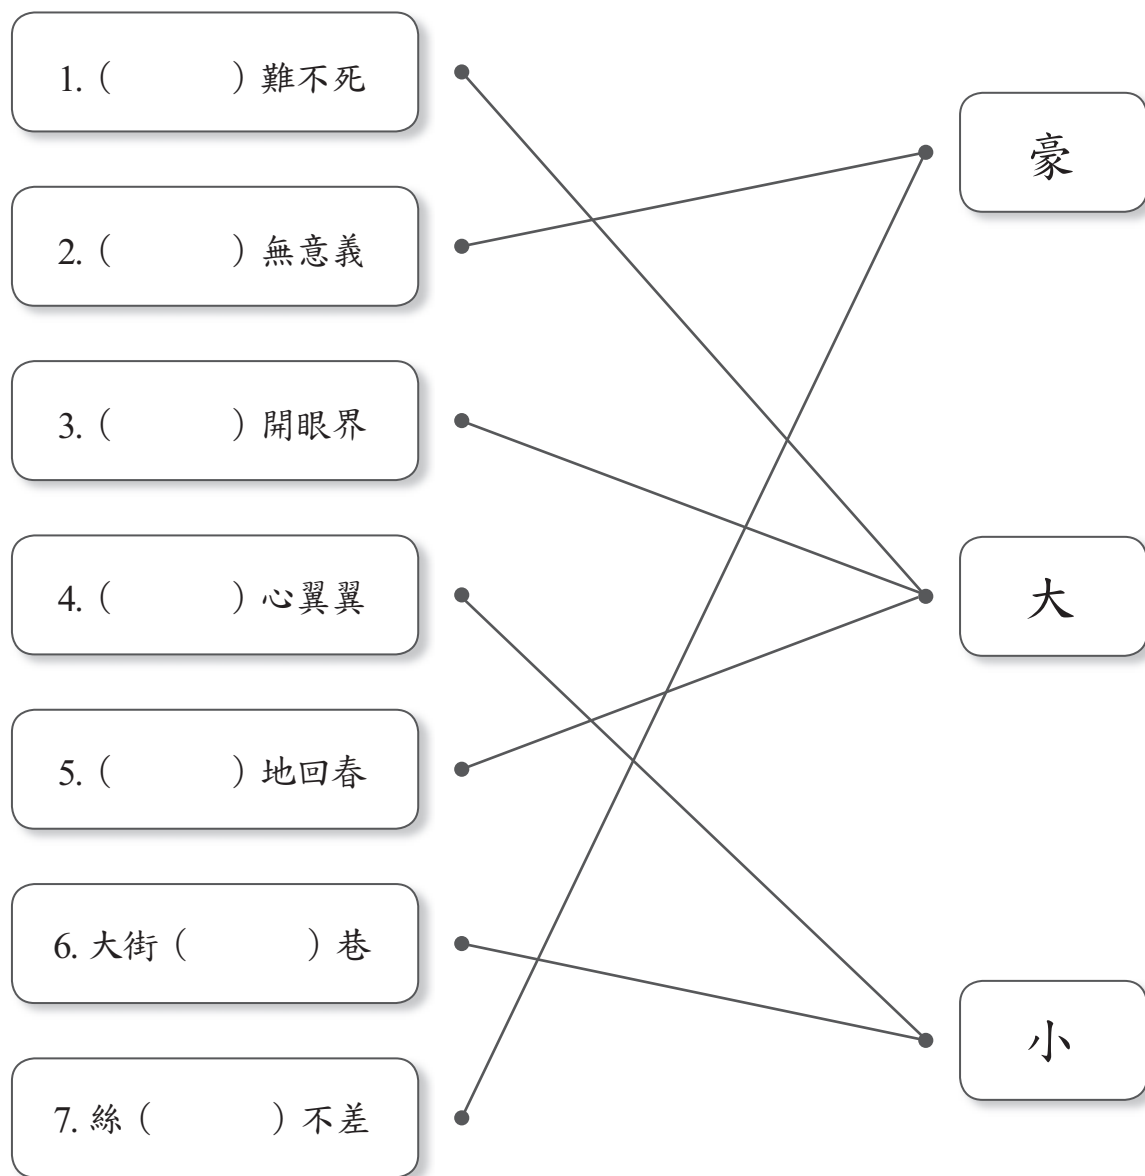 1. (　　　) 難不死
豪
2. (　　　) 無意義
3. (　　　) 開眼界
大
4. (　　　) 心翼翼
5. (　　　) 地回春
6. 大街 (　　　) 巷
小
7. 絲 (　　　) 不差